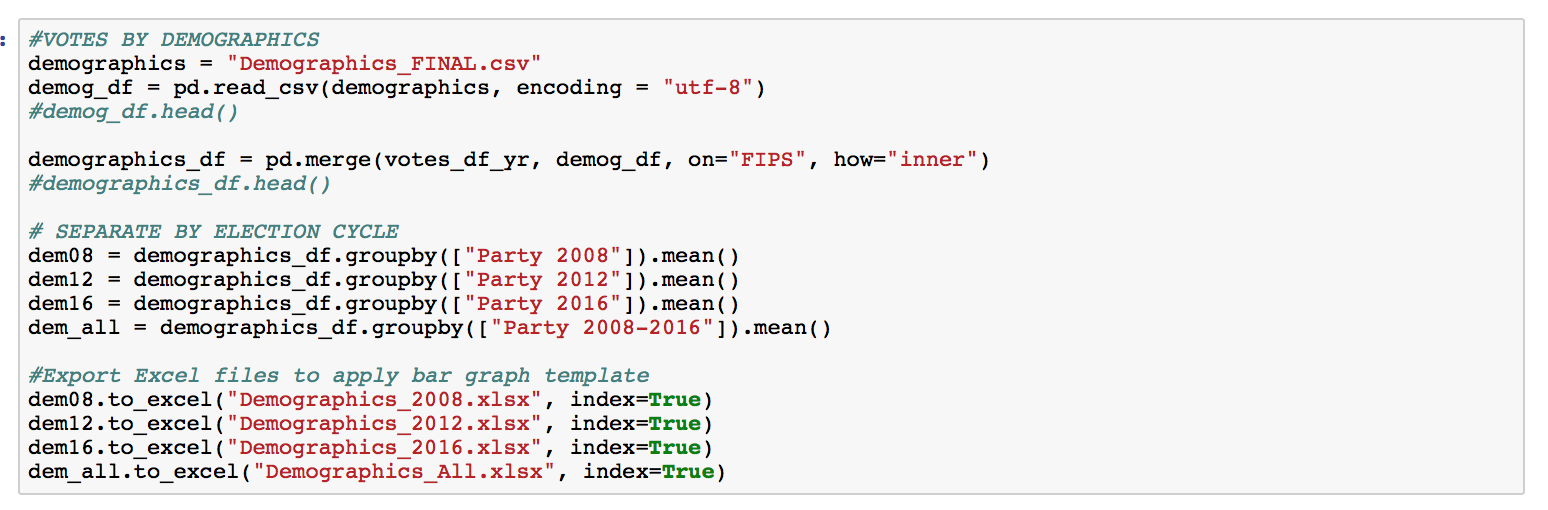 :
#VOTES BY DEMOGRAPHICS
demographics = "Demographics_FINAL.csv"
demog_df = pd.read_csv(demographics, encoding = "utf-8")
#demog_df.head()
demographics_df = pd.merge(votes_df_yr, demog_df, on="FIPS", how="inner")
#demographics_df.head()
# SEPARATE BY ELECTION CYCLE
dem08 = demographics_df.groupby(["Party 2008"]).mean()
dem12 = demographics_df.groupby(["Party 2012"]).mean()
dem16 = demographics_df.groupby(["Party 2016"]).mean()
dem_all = demographics_df.groupby(["Party 2008-2016"]).mean()
#Export Excel files to apply bar graph template
dem08.to_excel("Demographics_2008.xlsx", index=True)
dem12.to_excel("Demographics_2012.xlsx", index=True)
dem16.to_excel("Demographics_2016.xlsx", index=True)
dem_all.to_excel("Demographics_All.xlsx", index=True)